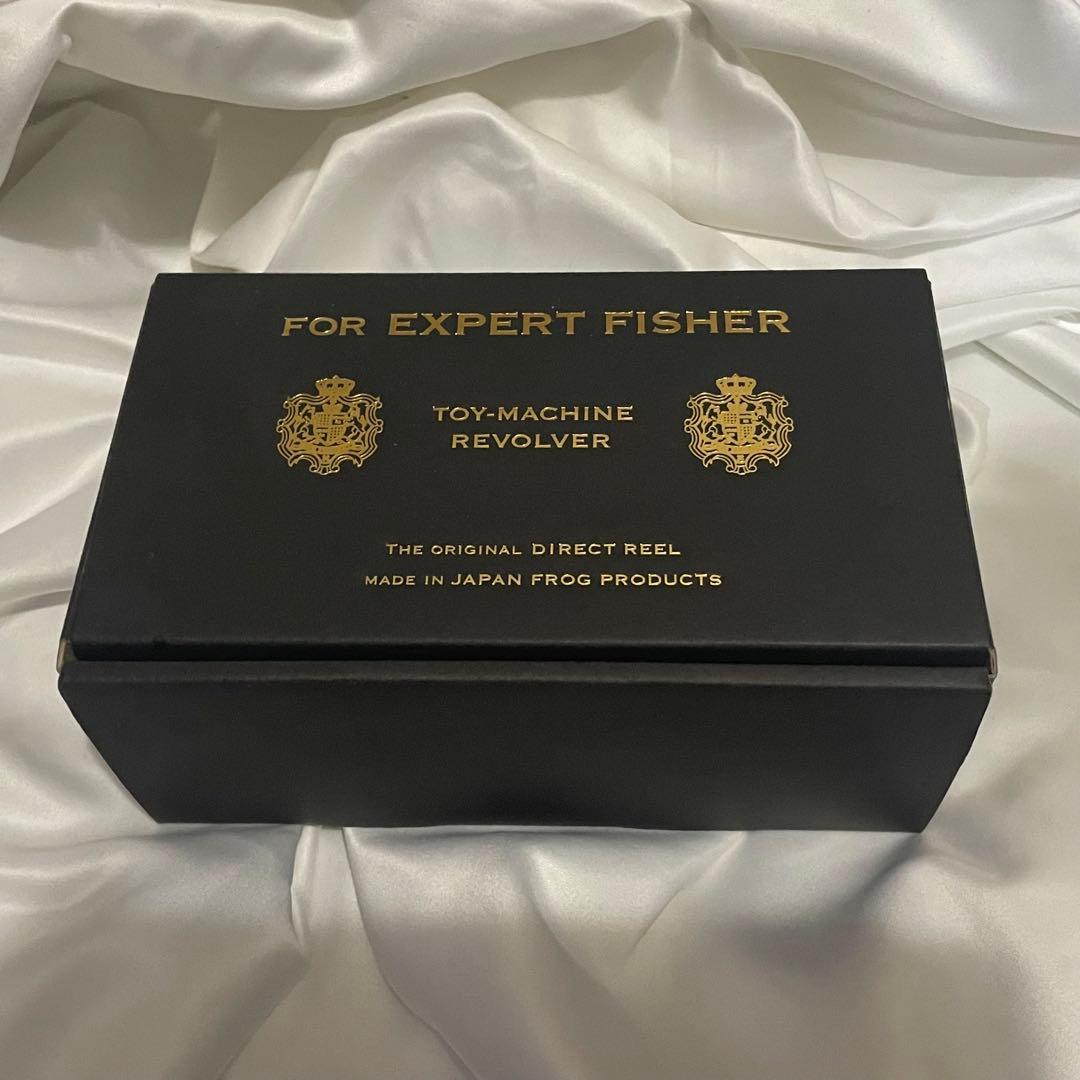 FOR EXPERT FISHER
TOY-MACHINE
REVOLVER
THE ORIGINAL DIRECT REEL
MADE IN JAPAN FROG PRODUCTS